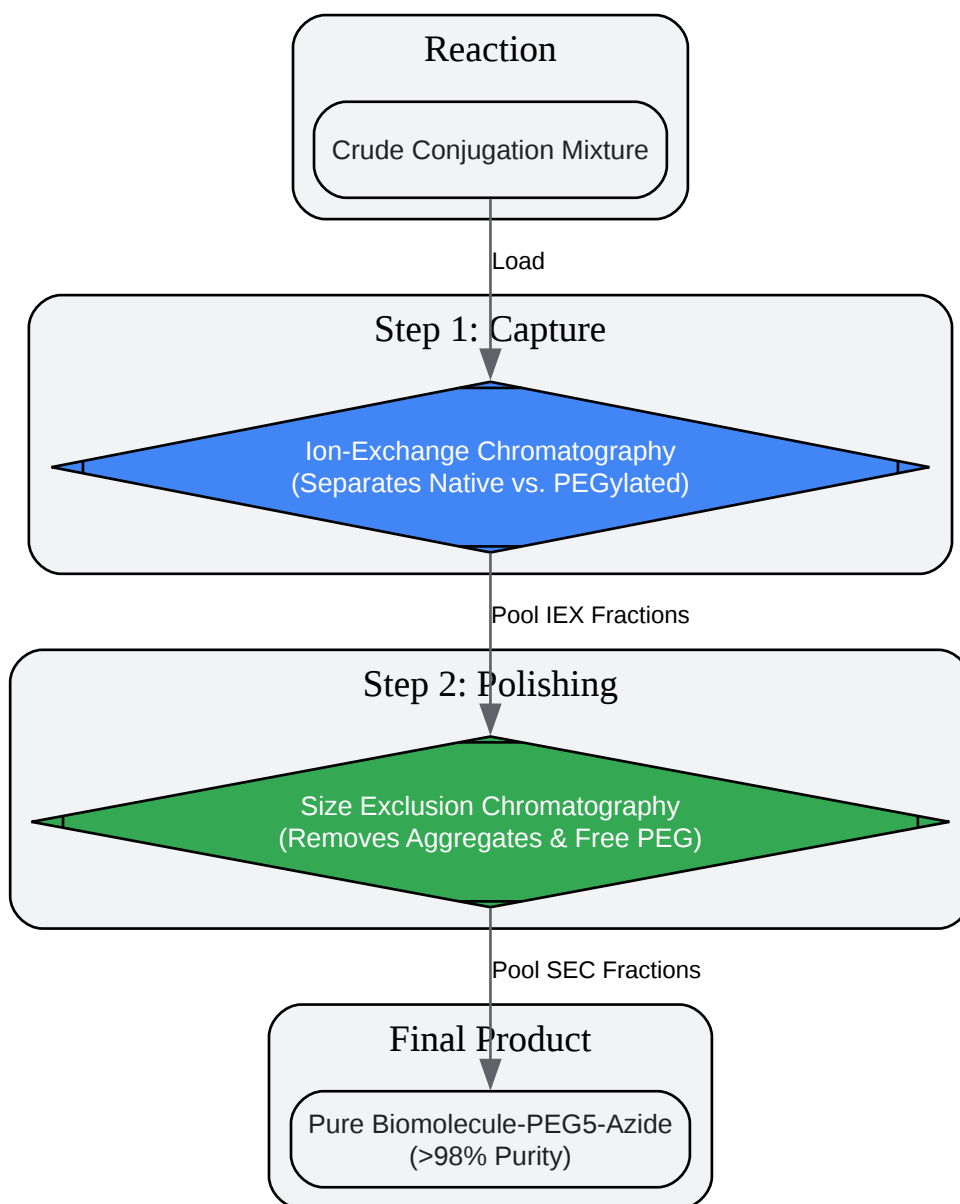 Reaction
Crude Conjugation Mixture
Load
Step 1: Capture
Ion-Exchange Chromatography
(Separates Native vs. PEGylated)
Pool IEX Fractions
Step 2: Polishing
Size Exclusion Chromatography
(Removes Aggregates & Free PEG)
Pool SEC Fractions
Final Product
Pure Biomolecule-PEG5-Azide
(>98% Purity)